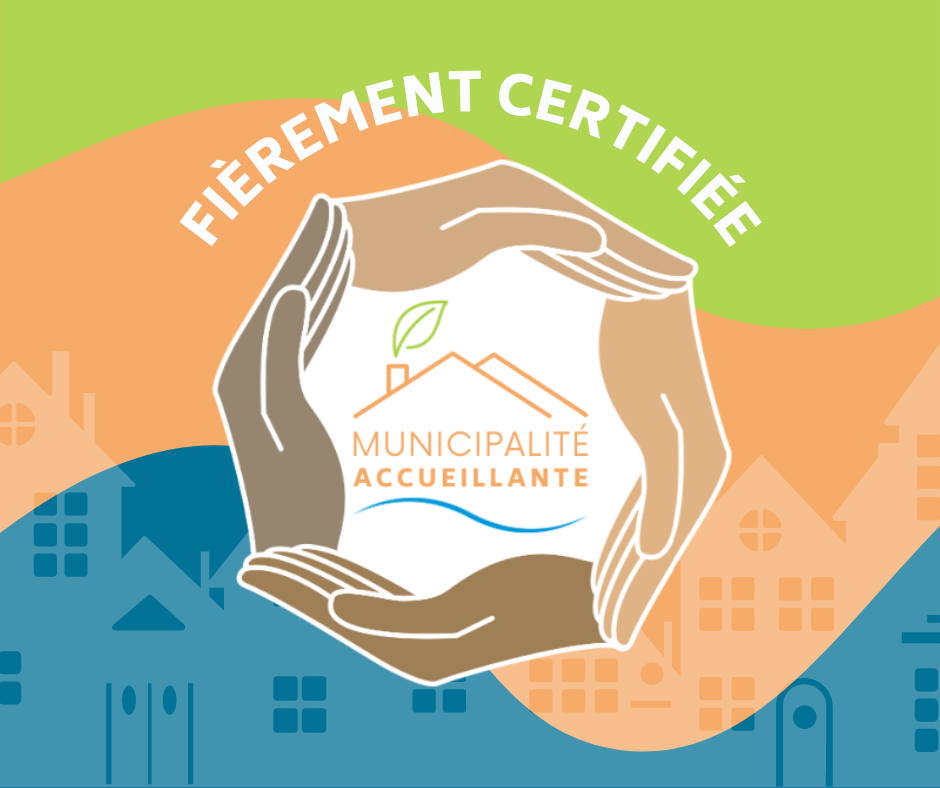 FIÈREMENT CERTIFIÉE
MUNICIPALITÉ
ACCUEILLANTE